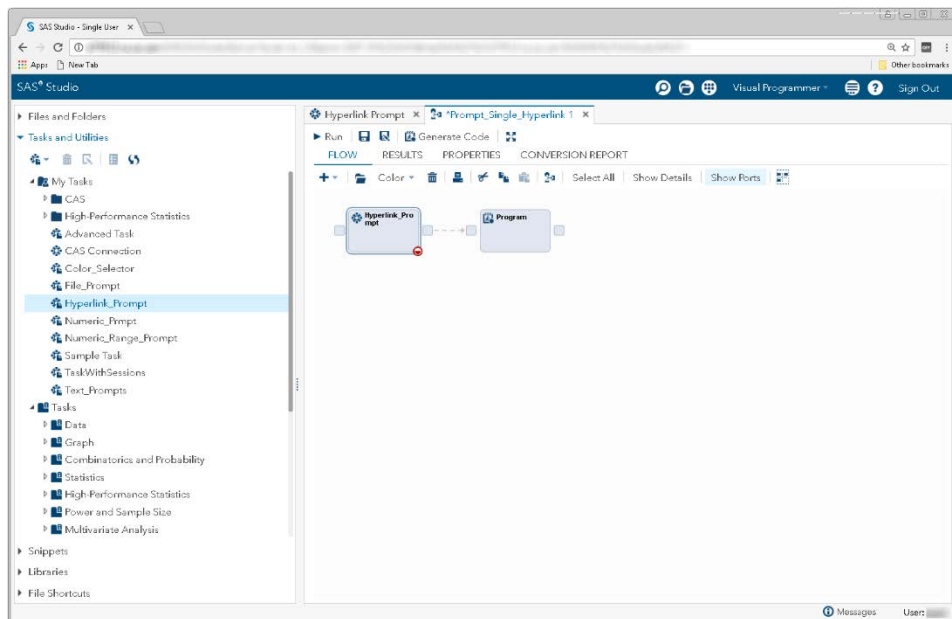 SAS Studio - Single User
Apps New Tab Other bookmarks
SAS® Studio Visual Programmer Sign Out
Files and Folders
Tasks and Utilities
My Tasks
CAS
High-Performance Statistics
Advanced Task
CAS Connection
Color_Selector
File_Prompt
Hyperlink_Prompt
Numeric_Prmpt
Numeric_Range_Prompt
Sample Task
TaskWithSessions
Text_Prompts
Tasks
Data
Graph
Combinatorics and Probability
Statistics
High-Performance Statistics
Power and Sample Size
Multivariate Analysis
Snippets
Libraries
File Shortcuts
Hyperlink Prompt *Prompt_Single_Hyperlink 1
Run Generate Code
FLOW RESULTS PROPERTIES CONVERSION REPORT
Color Select All Show Details Show Ports
Hyperlink_Pro
mpt
Program
Messages User: